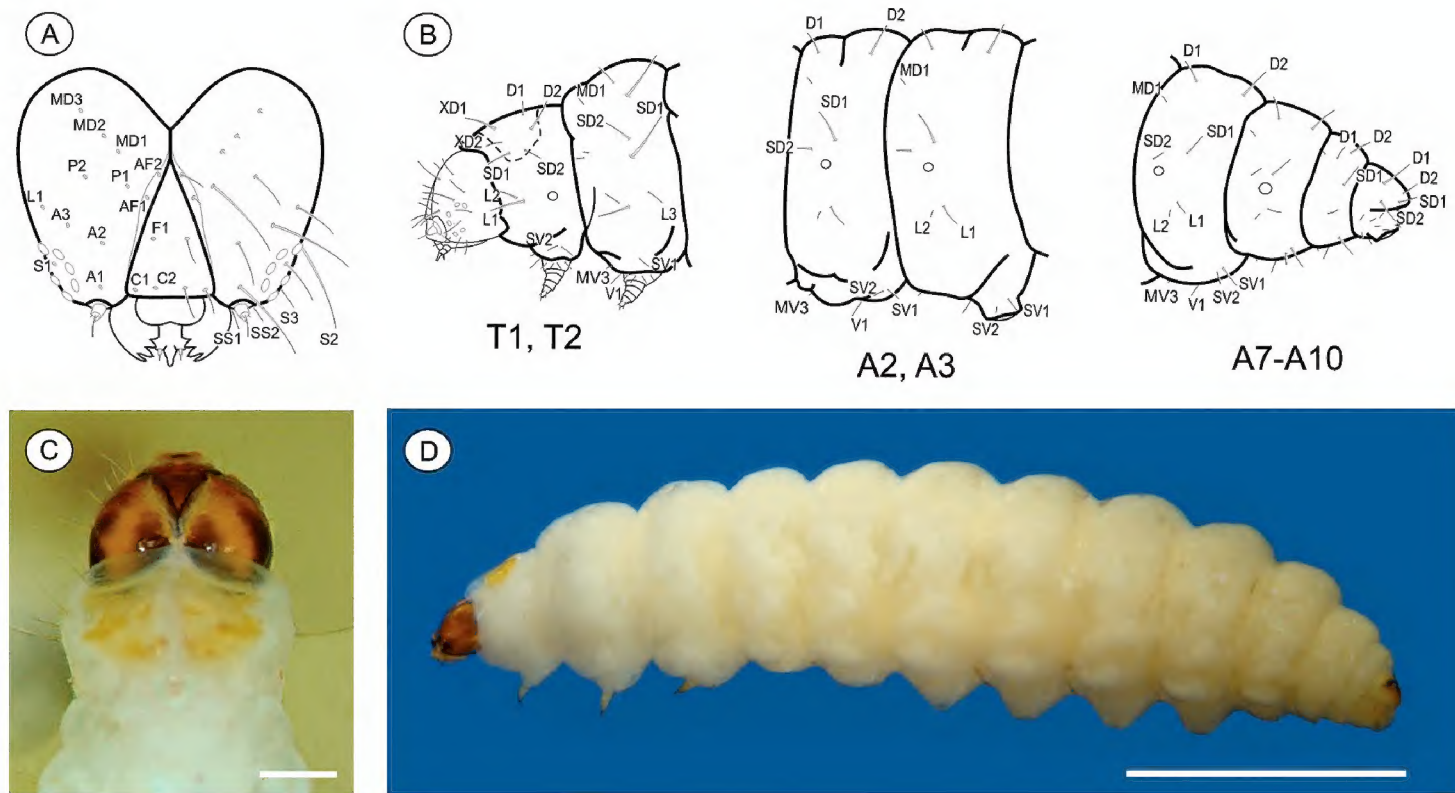 A
MD3
MD2
MD1
P2
AF2
P1
L1
A3
AF1
A2
F1
S1
A1
C1
C2
SS1
SS2
S3
S2
B
XD1
D1
D2
MD1
XD2
SD2
SD1
SD1
SD2
L2
L1
L3
SV2
SV1
MV3
V1
T1, T2
D1
D2
MD1
SD1
SD2
L2
L1
MV3
SV2
V1
SV1
SV2
SV1
A2, A3
D1
D2
MD1
SD2
SD1
D1
D2
SD1
D1
D2
SD1
SD2
L2
L1
MV3
V1
SV2
SV1
A7-A10
C
D